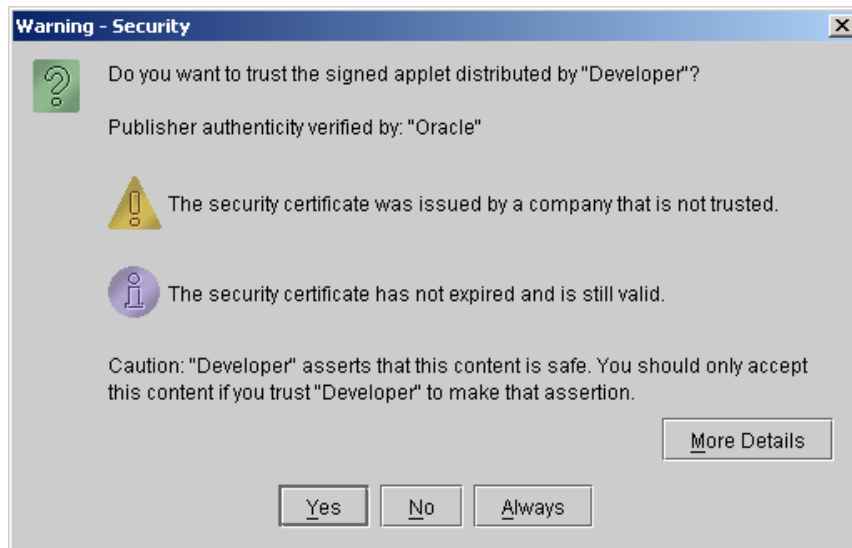 Warning - Security
Do you want to trust the signed applet distributed by "Developer"?
Publisher authenticity verified by: "Oracle"
The security certificate was issued by a company that is not trusted.
The security certificate has not expired and is still valid.
Caution: "Developer" asserts that this content is safe. You should only accept
this content if you trust "Developer" to make that assertion.
More Details
Yes No Always